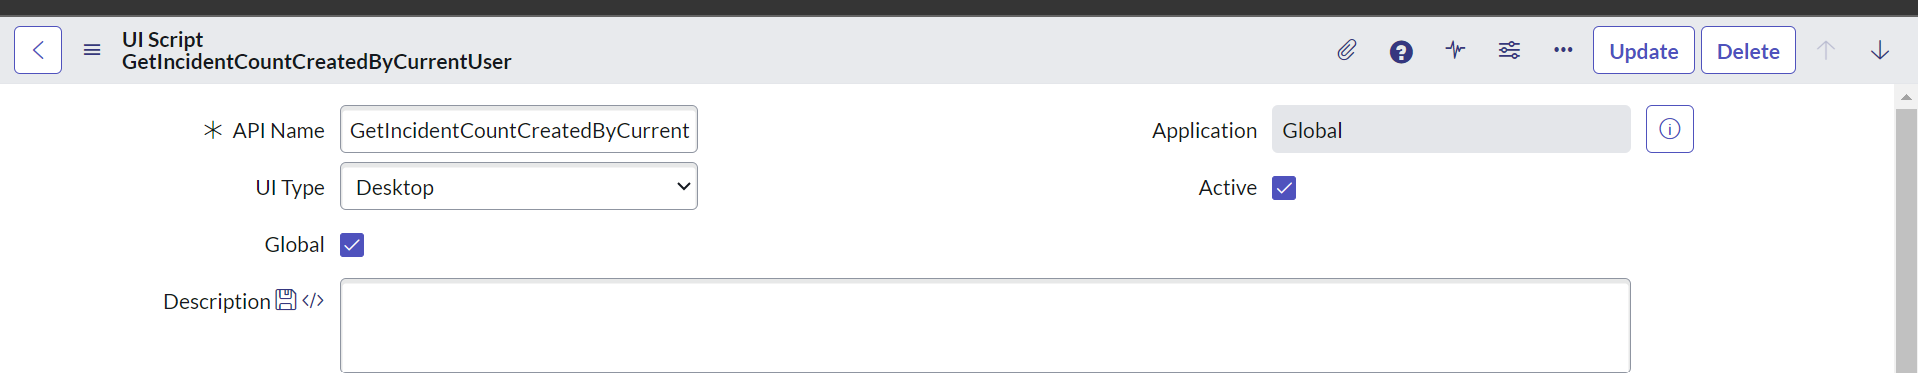 UI Script
GetIncidentCountCreatedByCurrentUser
Update
Delete
API Name
GetIncidentCountCreatedByCurrent
Application
Global
UI Type
Desktop
Active
Global
Description